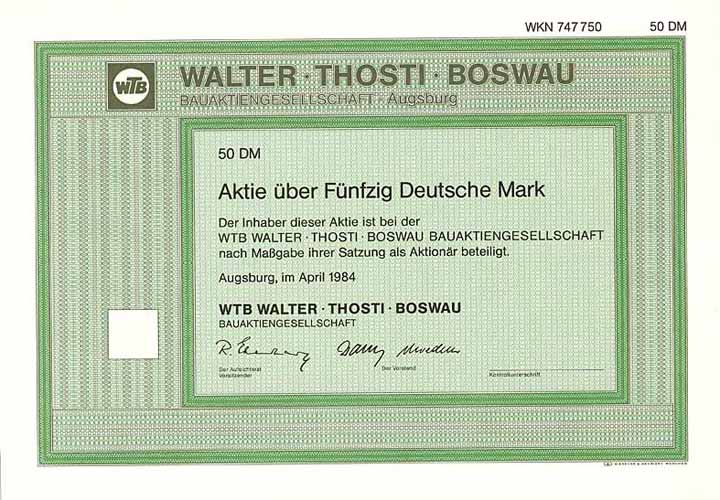 WKN 747 750 50 DM
WTB
WALTER · THOSTI · BOSWAU
BAUAKTIENGESELLSCHAFT · Augsburg
50 DM
Aktie über Fünfzig Deutsche Mark
Der Inhaber dieser Aktie ist bei der
WTB WALTER · THOSTI · BOSWAU BAUAKTIENGESELLSCHAFT
nach Maßgabe ihrer Satzung als Aktionär beteiligt.
Augsburg, im April 1984
WTB WALTER · THOSTI · BOSWAU
BAUAKTIENGESELLSCHAFT
Der Aufsichtsrat Der Vorstand Kontrollunterschrift
Vorsitzender